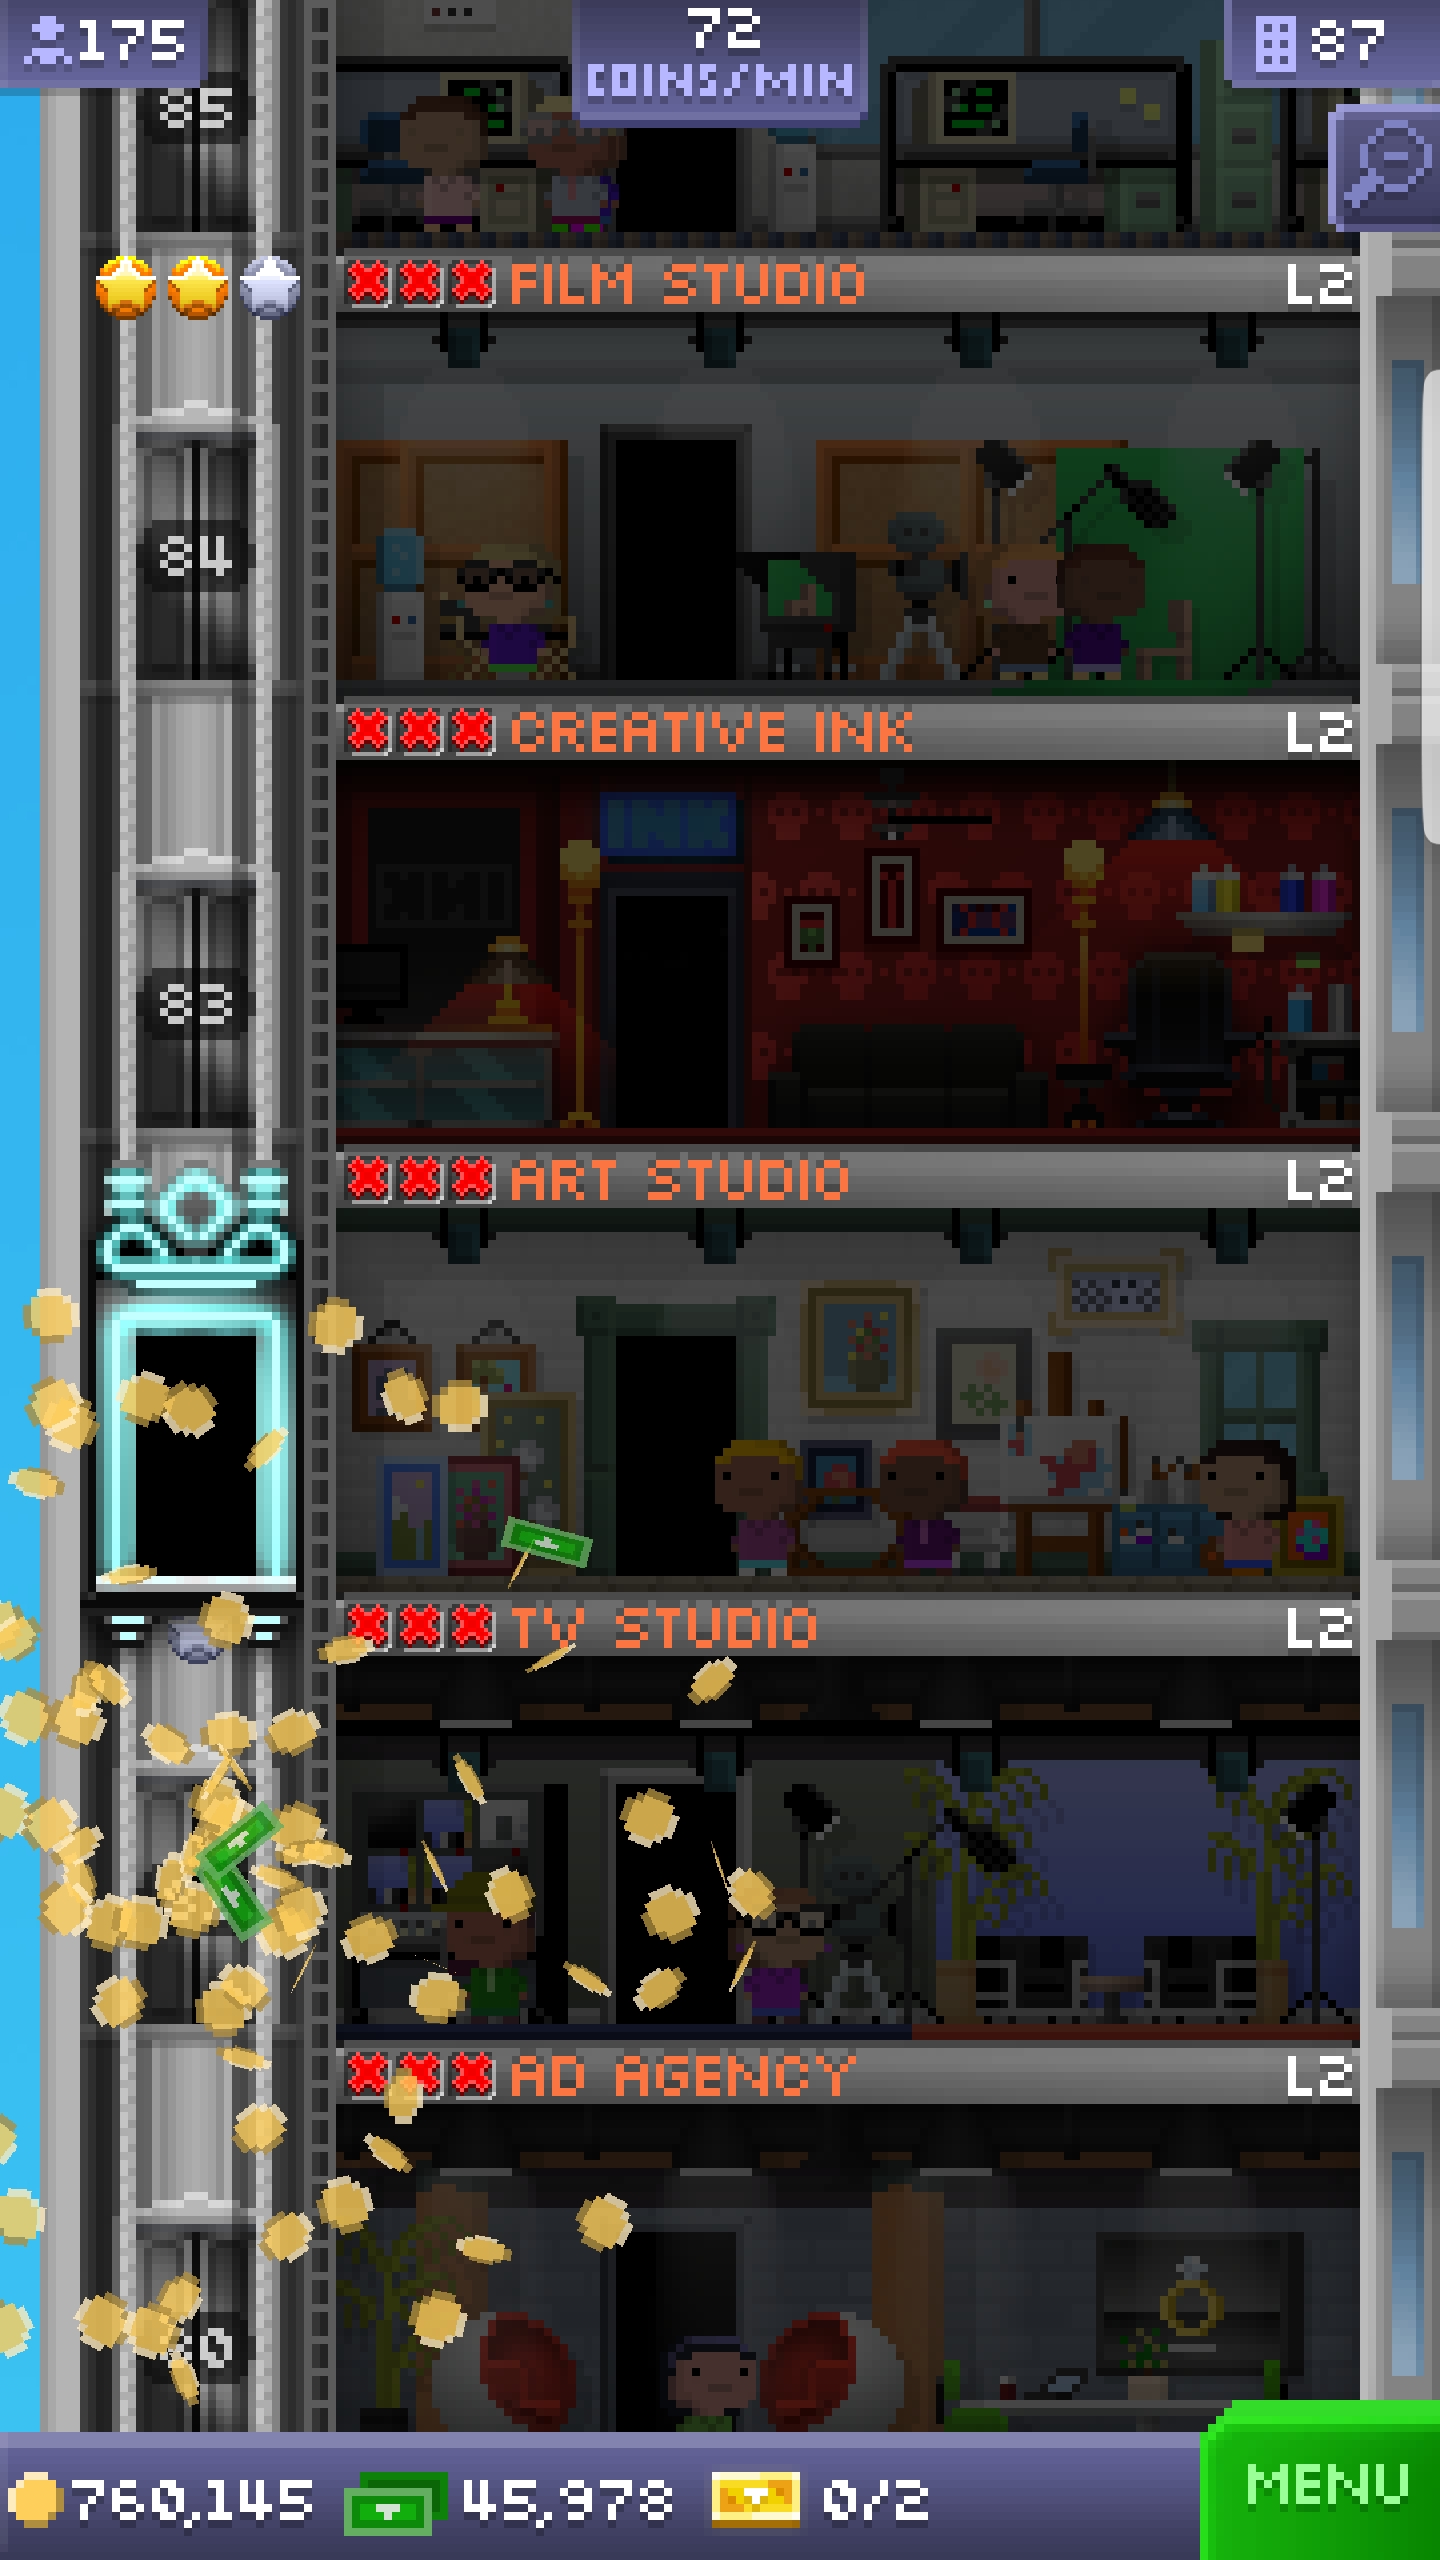 175
72
COINS/MIN
87
85
FILM STUDIO L2
84
CREATIVE INK L2
INK
83
ART STUDIO L2
TV STUDIO L2
AD AGENCY L2
760,145 45,978 0/2
MENU